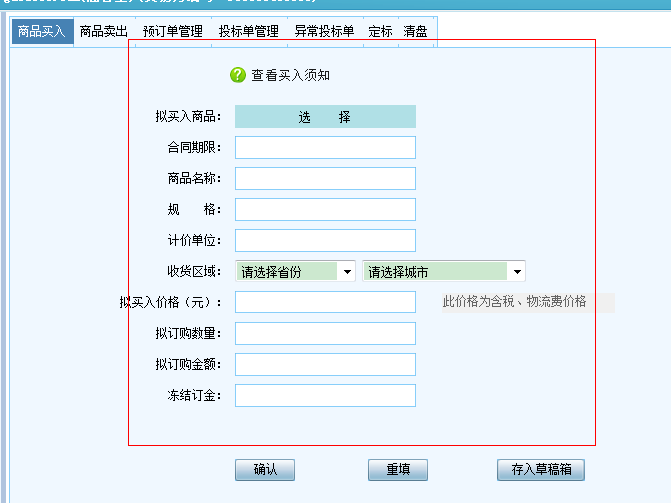 商品买入 商品卖出 预订单管理 投标单管理 异常投标单 定标 清盘
? 查看买入须知
拟买入商品： 选 择
合同期限：
商品名称：
规 格：
计价单位：
收货区域： 请选择省份 请选择城市
拟买入价格（元）： 此价格为含税、物流费价格
拟订购数量：
拟订购金额：
冻结订金：
确认 重填 存入草稿箱